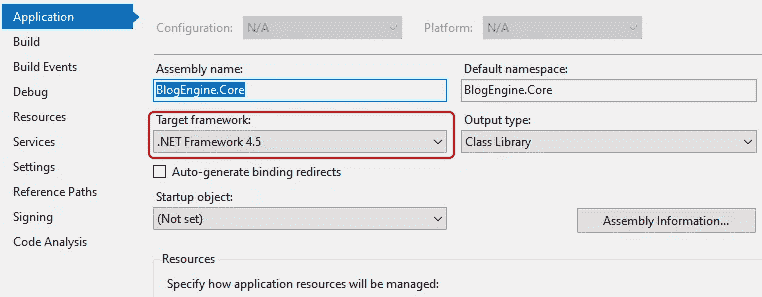 Application
Build
Build Events
Debug
Resources
Services
Settings
Reference Paths
Signing
Code Analysis
Configuration: N/A Platform: N/A
Assembly name: Default namespace:
BlogEngine.Core BlogEngine.Core
Target framework: Output type:
.NET Framework 4.5 Class Library
Auto-generate binding redirects
Startup object:
(Not set) Assembly Information...
Resources
Specify how application resources will be managed: